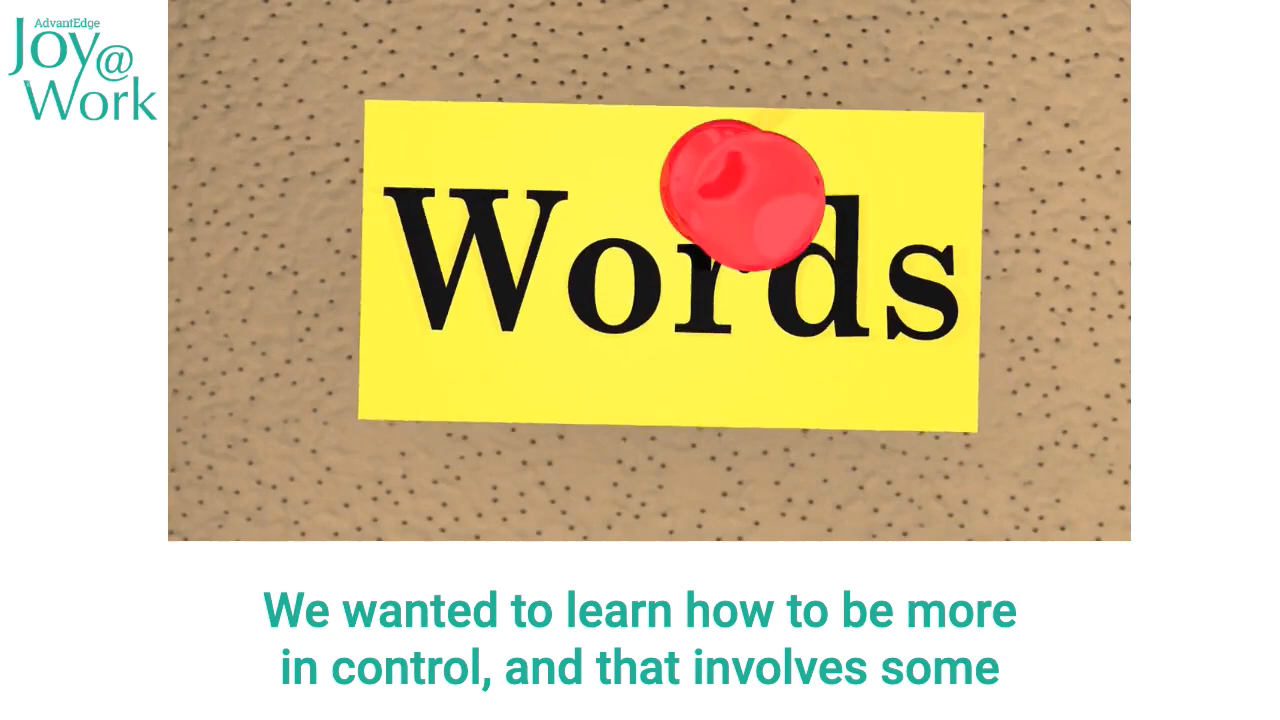 AdvantEdge
Joy@
Work
Words
We wanted to learn how to be more
in control, and that involves some